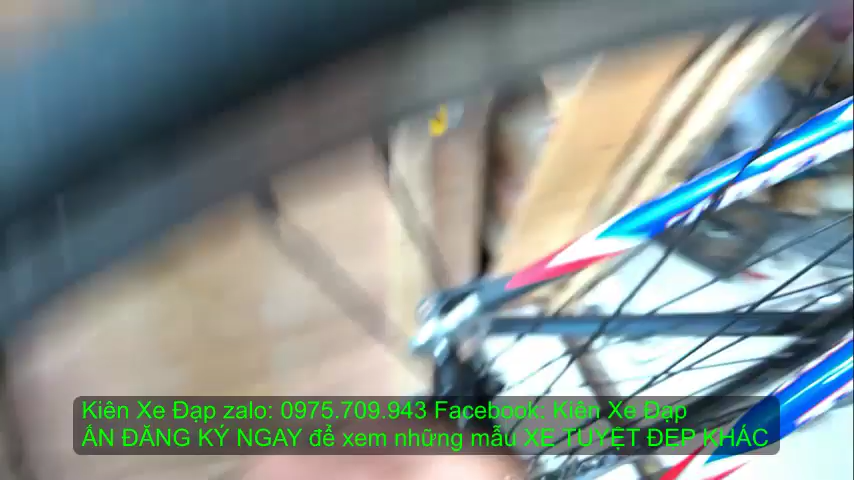 Kiên Xe Đạp zalo: 0975.709.943 Facebook: Kiên Xe Đạp
ẤN ĐĂNG KÝ NGAY để xem những mẫu XE TUYỆT ĐẸP KHÁC